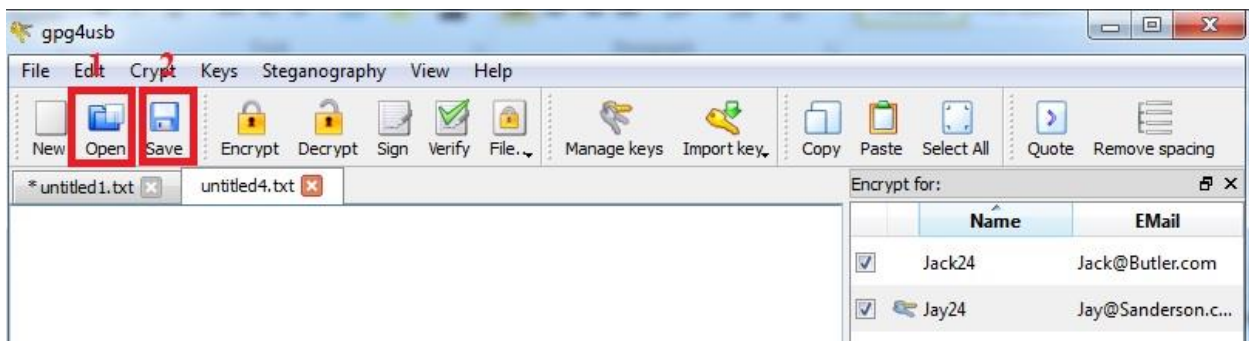 gpg4usb
1 2
File Edit Crypt Keys Steganography View Help
New Open Save Encrypt Decrypt Sign Verify File... Manage keys Import key Copy Paste Select All Quote Remove spacing
* untitled1.txt untitled4.txt Encrypt for:
Name EMail
Jack24 Jack@Butler.com
Jay24 Jay@Sanderson.c...